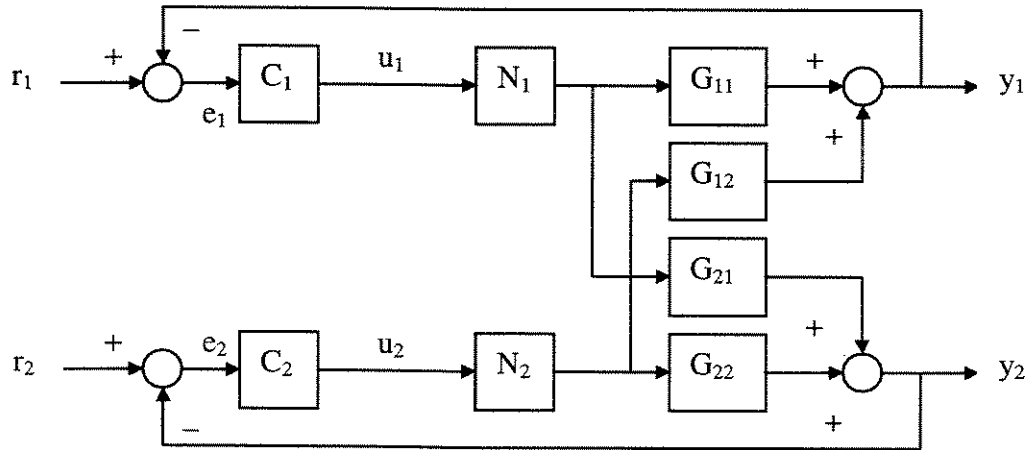 −
+
r₁
e₁
C₁
u₁
N₁
G₁₁
+
+
y₁
G₁₂
G₂₁
r₂
+
−
e₂
C₂
u₂
N₂
G₂₂
+
+
y₂